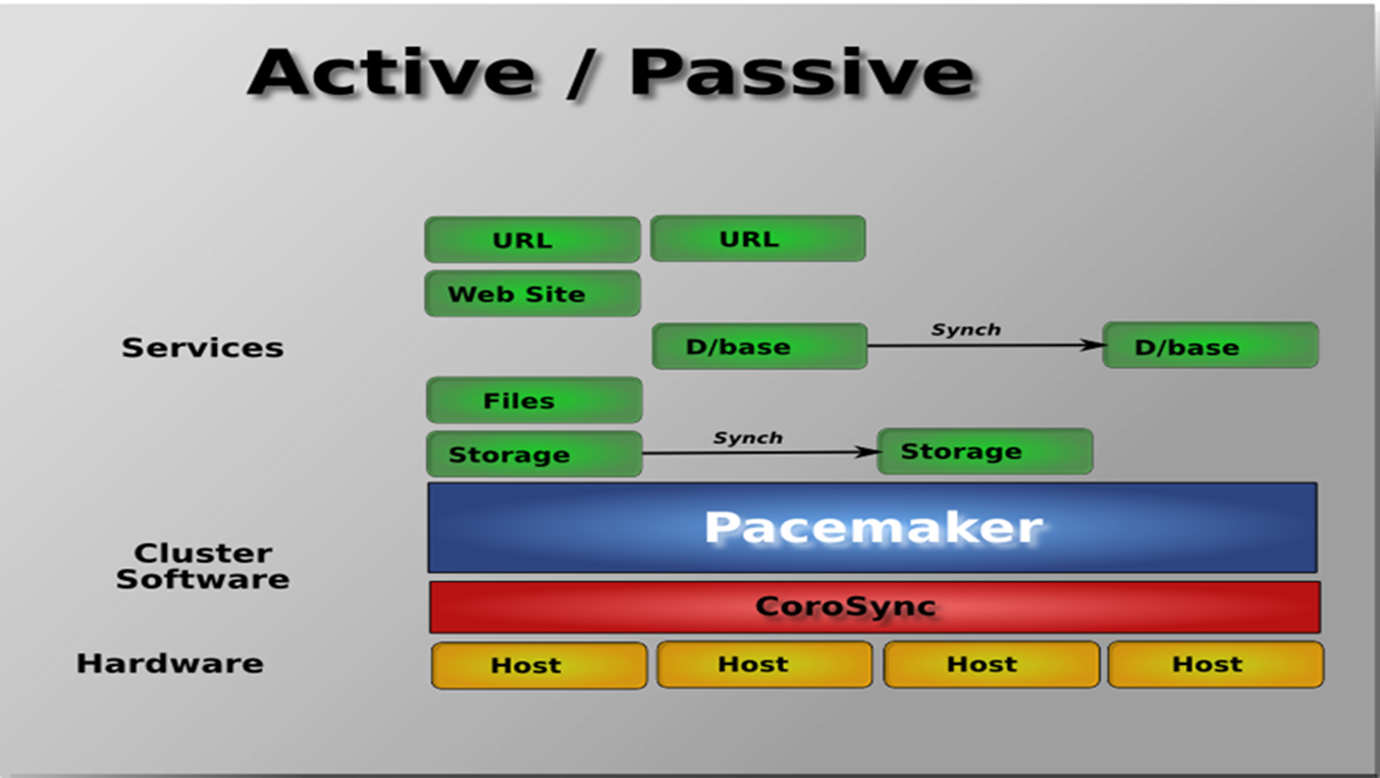 Active / Passive
URL
URL
Web Site
Services
D/base
Synch
D/base
Files
Storage
Synch
Storage
Pacemaker
Cluster
Software
CoroSync
Hardware
Host
Host
Host
Host